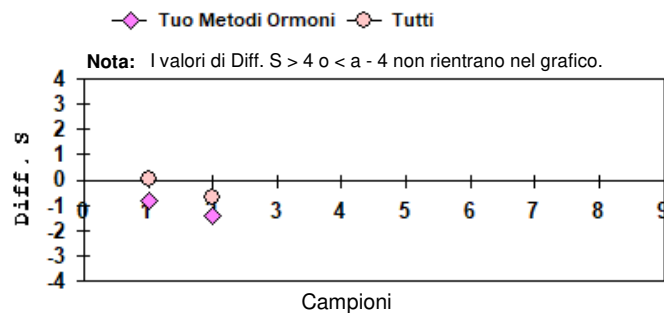 Tuo Metodi Ormoni Tutti
Nota: I valori di Diff. S > 4 o < a - 4 non rientrano nel grafico.
4
3
2
1
0
-1
-2
-3
-4
0 1 2 3 4 5 6 7 8 9
Diff. S
Campioni